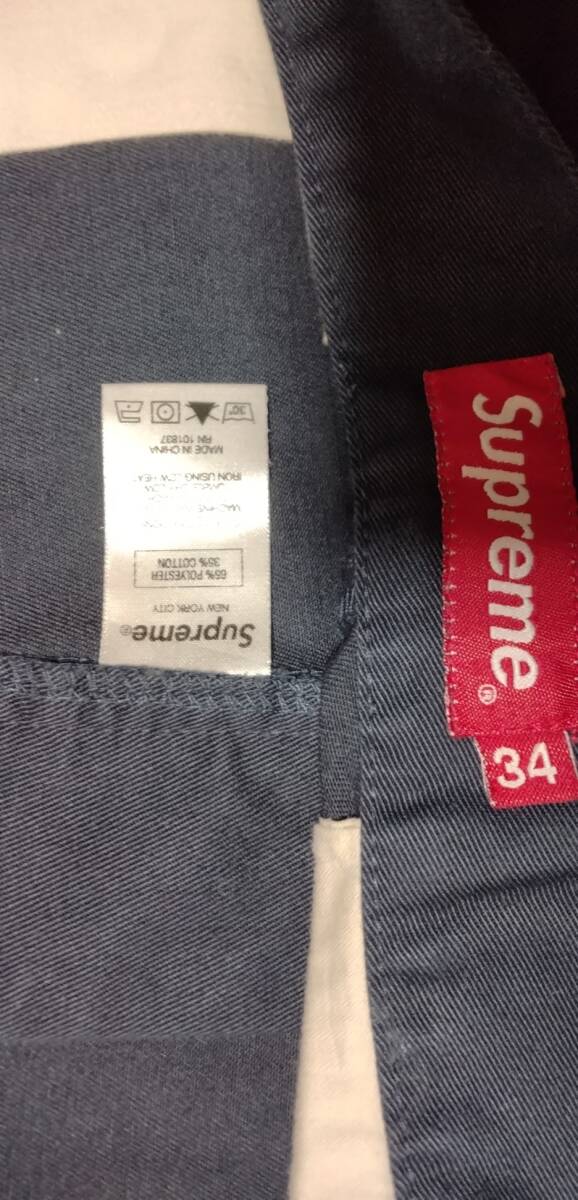 Supreme®
34
Supreme®
NEW YORK CITY
65% POLYESTER
35% COTTON
IRON USING LOW HEAT
MADE IN CHINA
RN 101837
30°